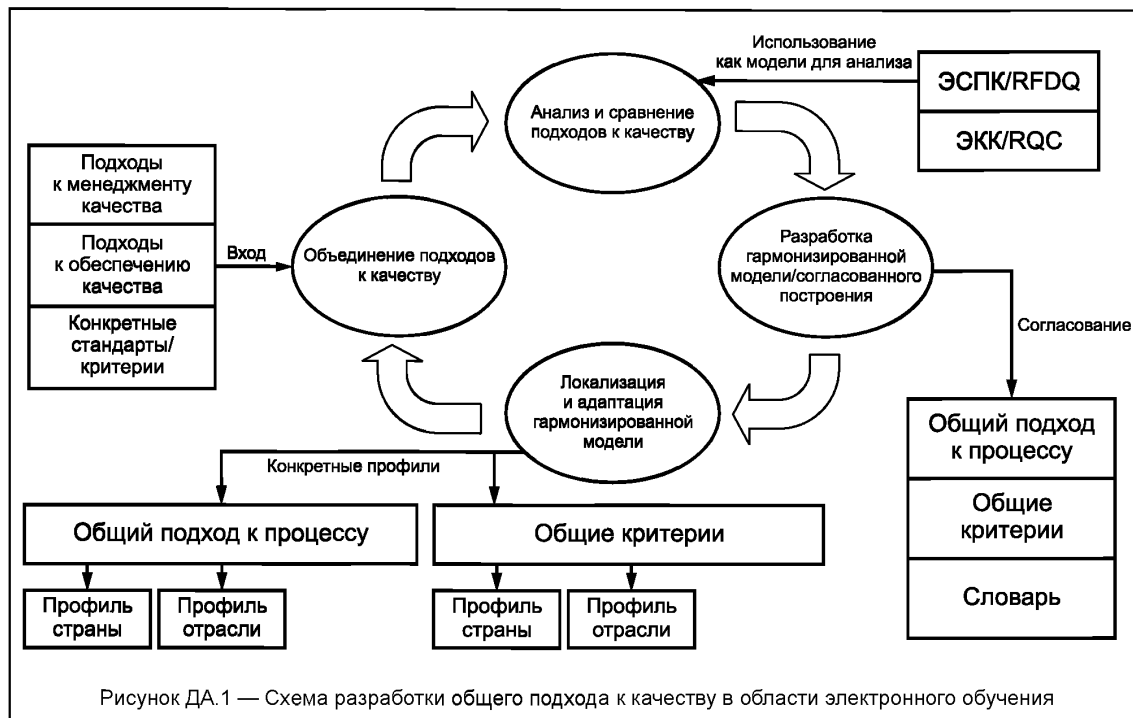 Использование
как модели для анализа
ЭСПК/RFDQ
ЭКК/RQC
Анализ и сравнение
подходов к качеству
Подходы
к менеджменту
качества
Подходы
к обеспечению
качества
Конкретные
стандарты/
критерии
Вход
Объединение подходов
к качеству
Разработка
гармонизированной
модели/согласованного
построения
Согласование
Локализация
и адаптация
гармонизированной
модели
Общий подход
к процессу
Общие
критерии
Словарь
Конкретные профили
Общий подход к процессу
Общие критерии
Профиль
страны
Профиль
отрасли
Профиль
страны
Профиль
отрасли
Рисунок ДА.1 — Схема разработки общего подхода к качеству в области электронного обучения